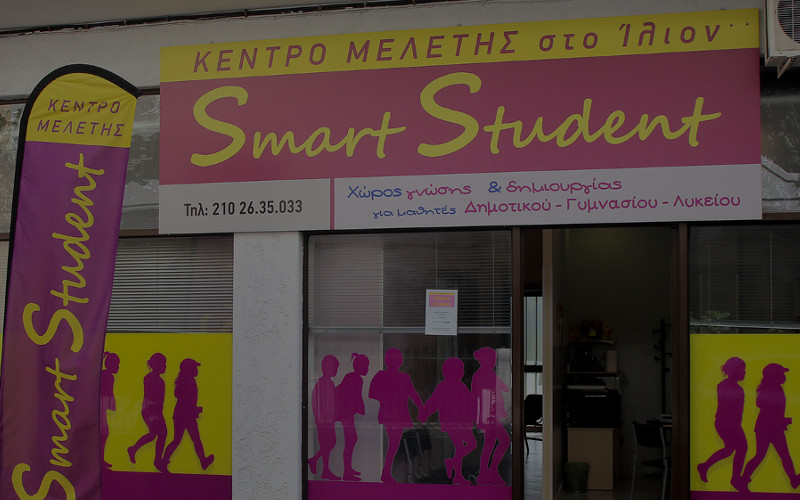 ΚΕΝΤΡΟ ΜΕΛΕΤΗΣ στο Ίλιον
Smart Student
Τηλ: 210 26.35.033
Χώρος γνώσης & δημιουργίας
για μαθητές Δημοτικού - Γυμνασίου - Λυκείου
ΚΕΝΤΡΟ
ΜΕΛΕΤΗΣ
Smart Student